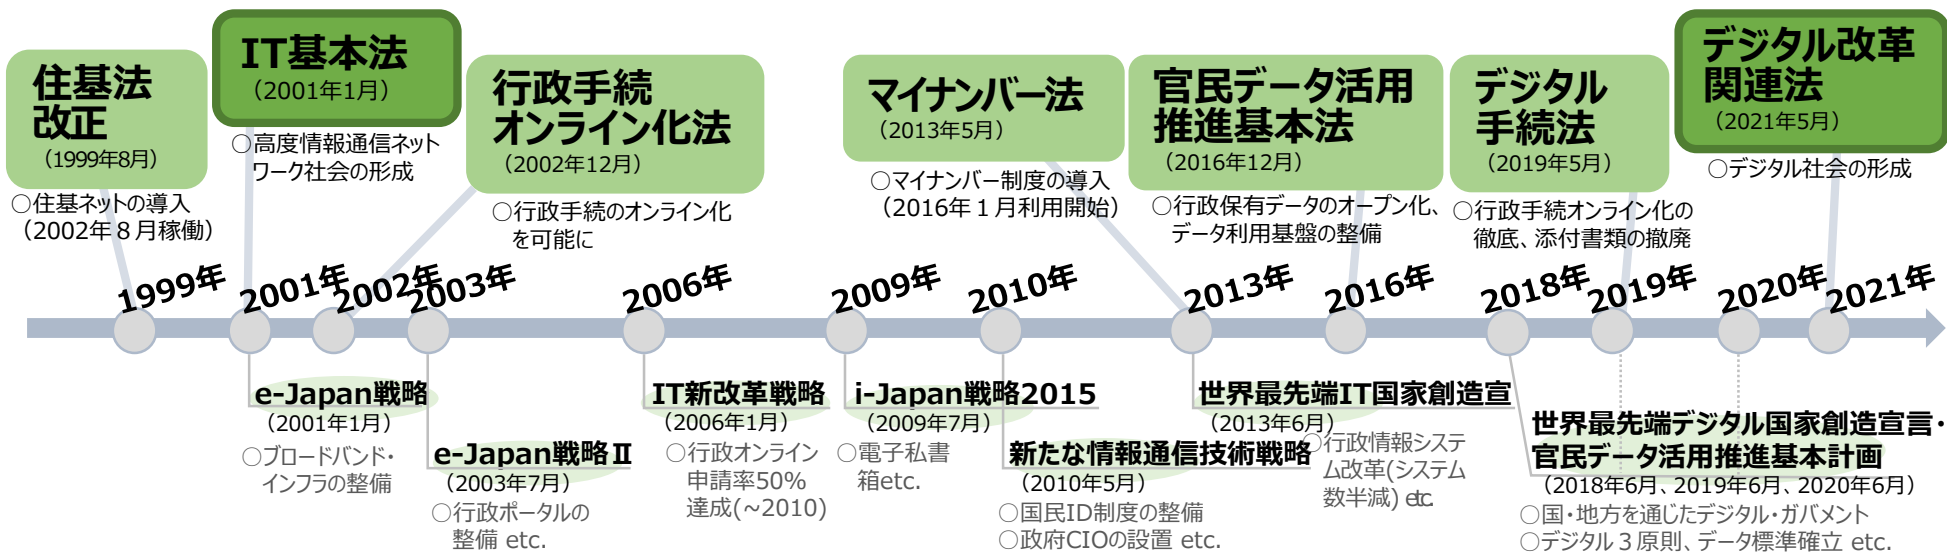 住基法
改正
（1999年8月）
○住基ネットの導入
（2002年８月稼働）
IT基本法
（2001年1月）
○高度情報通信ネット
ワーク社会の形成
行政手続
オンライン化法
（2002年12月）
○行政手続のオンライン化
を可能に
マイナンバー法
（2013年5月）
○マイナンバー制度の導入
（2016年１月利用開始）
官民データ活用
推進基本法
（2016年12月）
○行政保有データのオープン化、
データ利用基盤の整備
デジタル
手続法
（2019年5月）
○行政手続オンライン化の
徹底、添付書類の撤廃
デジタル改革
関連法
（2021年5月）
○デジタル社会の形成
1999年
2001年
2002年
2003年
2006年
2009年
2010年
2013年
2016年
2018年
2019年
2020年
2021年
e-Japan戦略
（2001年1月）
○ブロードバンド・
インフラの整備
e-Japan戦略Ⅱ
（2003年7月）
○行政ポータルの
整備 etc.
IT新改革戦略
（2006年1月）
○行政オンライン
申請率50%
達成(~2010)
i-Japan戦略2015
（2009年7月）
○電子私書
箱etc.
新たな情報通信技術戦略
（2010年5月）
○国民ID制度の整備
○政府CIOの設置 etc.
世界最先端IT国家創造宣
（2013年6月）
○行政情報システ
ム改革(システム
数半減) etc.
世界最先端デジタル国家創造宣言・
官民データ活用推進基本計画
（2018年6月、2019年6月、2020年6月）
○国・地方を通じたデジタル・ガバメント
○デジタル３原則、データ標準確立 etc.